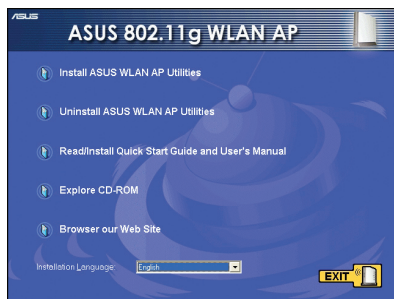 ASUS
ASUS 802.11g WLAN AP
Install ASUS WLAN AP Utilities
Uninstall ASUS WLAN AP Utilities
Read/Install Quick Start Guide and User's Manual
Explore CD-ROM
Browser our Web Site
Installation Language: English
EXIT